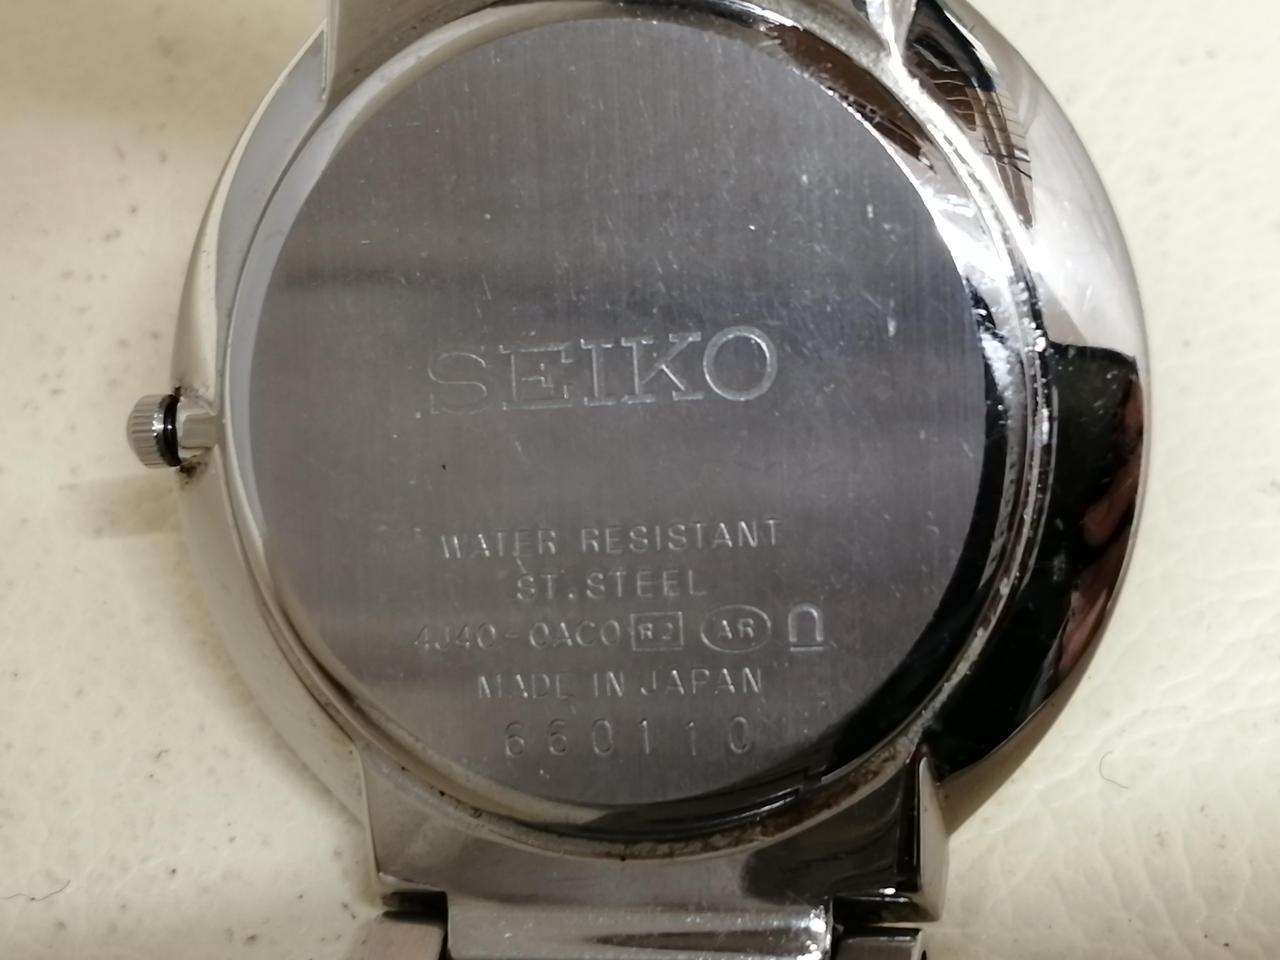 SEIKO
WATER RESISTANT
ST.STEEL
4J40-0AC0 R2 AR
MADE IN JAPAN
660110